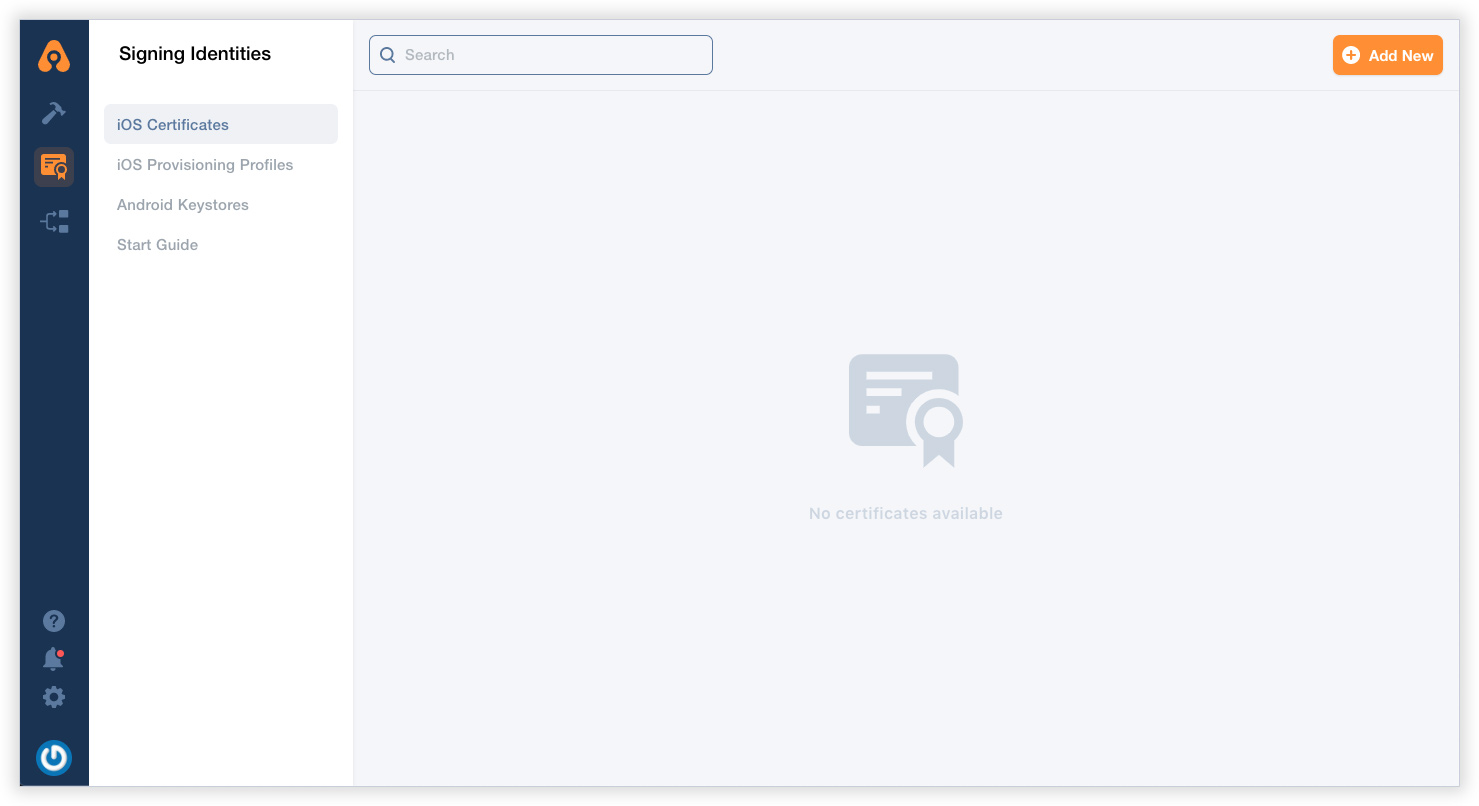 Signing Identities
Search
Add New
iOS Certificates
iOS Provisioning Profiles
Android Keystores
Start Guide
No certificates available
?